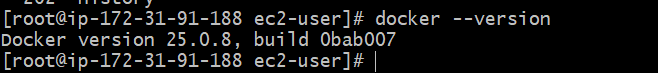 [root@ip-172-31-91-188 ec2-user]# docker --version
Docker version 25.0.8, build 0bab007
[root@ip-172-31-91-188 ec2-user]#